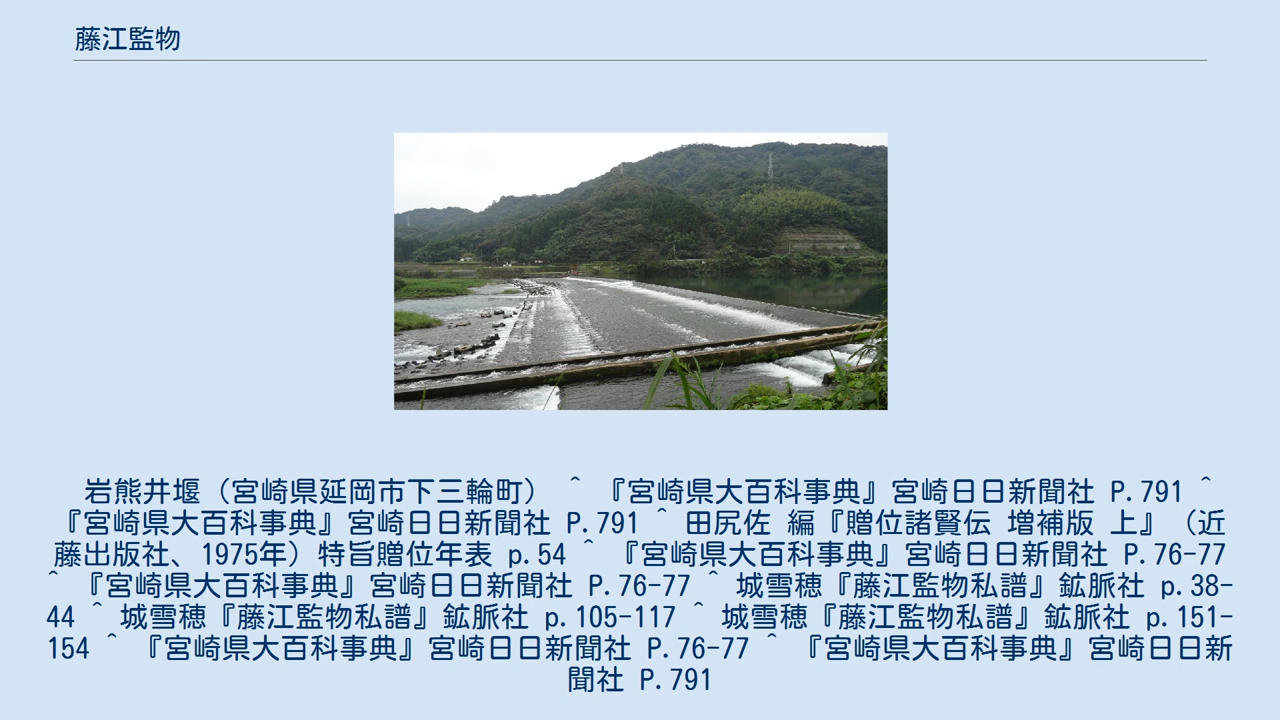 藤江監物
岩熊井堰（宮崎県延岡市下三輪町） ^ 『宮崎県大百科事典』宮崎日日新聞社 P.791 ^
『宮崎県大百科事典』宮崎日日新聞社 P.791 ^ 田尻佐 編『贈位諸賢伝 増補版 上』（近
藤出版社、1975年）特旨贈位年表 p.54 ^ 『宮崎県大百科事典』宮崎日日新聞社 P.76-77
^ 『宮崎県大百科事典』宮崎日日新聞社 P.76-77 ^ 城雪穂『藤江監物私譜』鉱脈社 p.38-
44 ^ 城雪穂『藤江監物私譜』鉱脈社 p.105-117 ^ 城雪穂『藤江監物私譜』鉱脈社 p.151-
154 ^ 『宮崎県大百科事典』宮崎日日新聞社 P.76-77 ^ 『宮崎県大百科事典』宮崎日日新
聞社 P.791